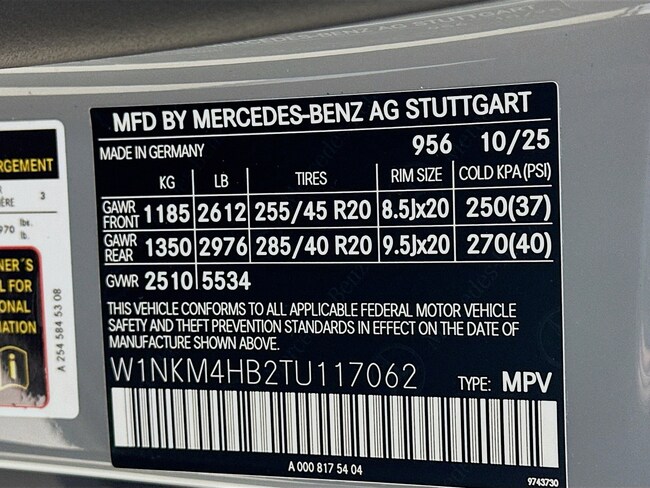 MFD BY MERCEDES-BENZ AG STUTTGART
MADE IN GERMANY 956 10/25
KG LB TIRES RIM SIZE COLD KPA (PSI)
GAWR FRONT 1185 2612 255/45 R20 8.5Jx20 250(37)
GAWR REAR 1350 2976 285/40 R20 9.5Jx20 270(40)
GVWR 2510 5534
THIS VEHICLE CONFORMS TO ALL APPLICABLE FEDERAL MOTOR VEHICLE
SAFETY AND THEFT PREVENTION STANDARDS IN EFFECT ON THE DATE OF
MANUFACTURE SHOWN ABOVE.
W1NKM4HB2TU117062 TYPE: MPV
A 000 817 54 04
9743730
RGEMENT
3
ÈRE
970 lbs.
lb.
NER'S
L FOR
ONAL
ATION
i
A 254 584 53 08